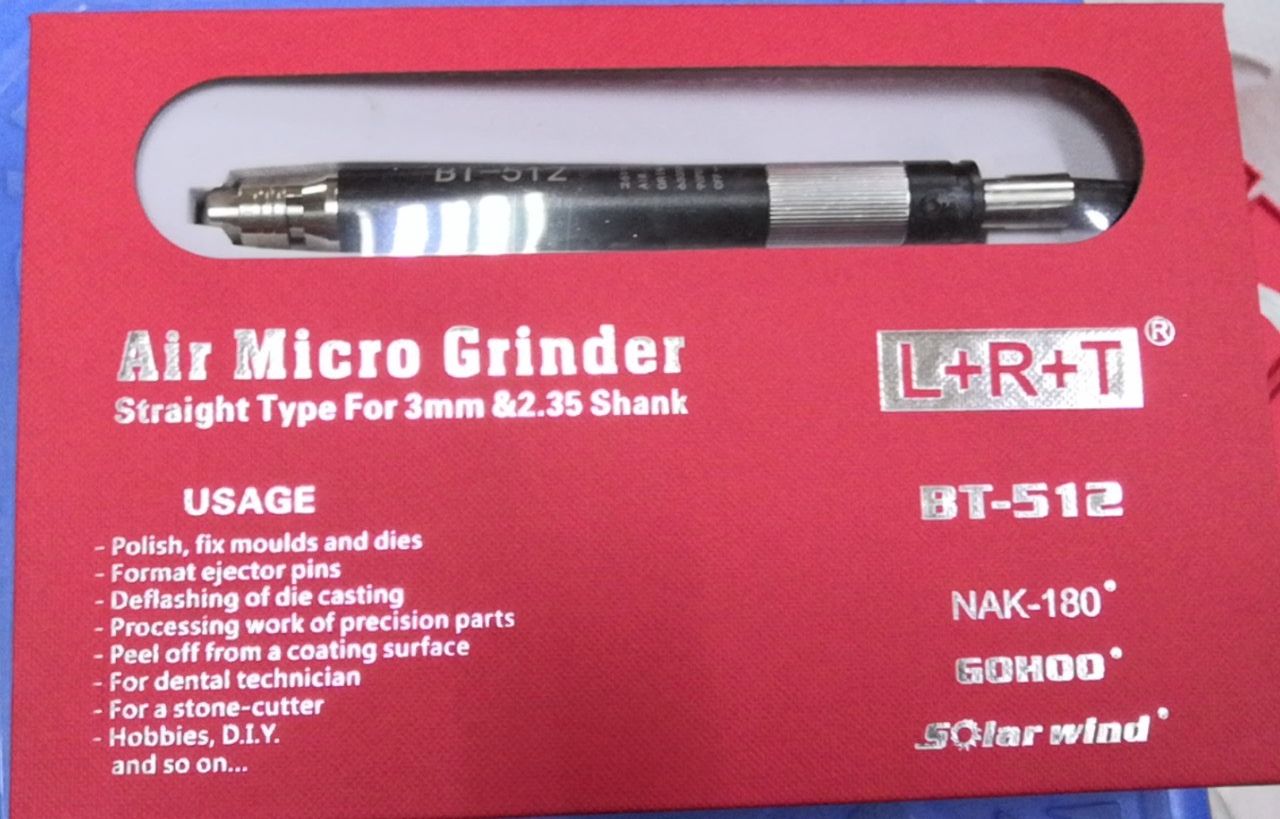 BT-512
Air Micro Grinder
Straight Type For 3mm &2.35 Shank
L+R+T®
USAGE
- Polish, fix moulds and dies
- Format ejector pins
- Deflashing of die casting
- Processing work of precision parts
- Peel off from a coating surface
- For dental technician
- For a stone-cutter
- Hobbies, D.I.Y.
and so on...
BT-512
NAK-180
GOHOO
Solar wind